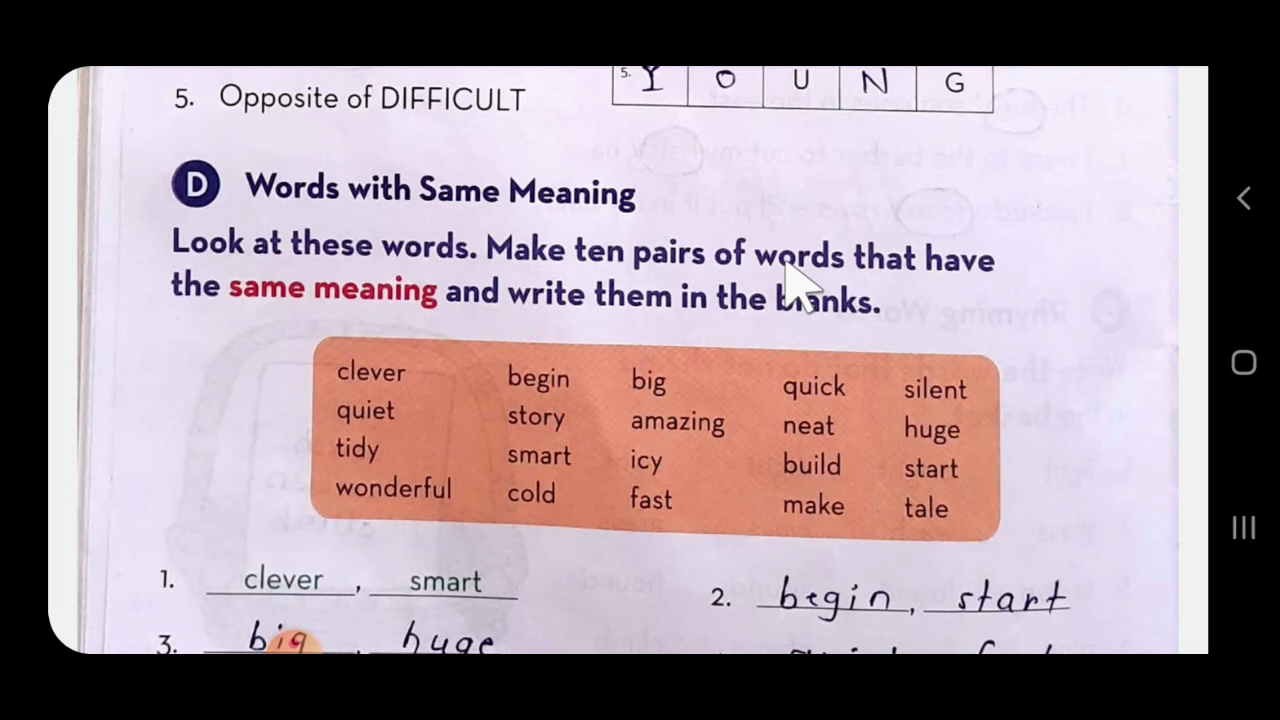 5. Y O U N G
5. Opposite of DIFFICULT
D Words with Same Meaning
Look at these words. Make ten pairs of words that have
the same meaning and write them in the blanks.
clever begin big quick silent
quiet story amazing neat huge
tidy smart icy build start
wonderful cold fast make tale
1. clever , smart
2. begin , start
3. big , huge